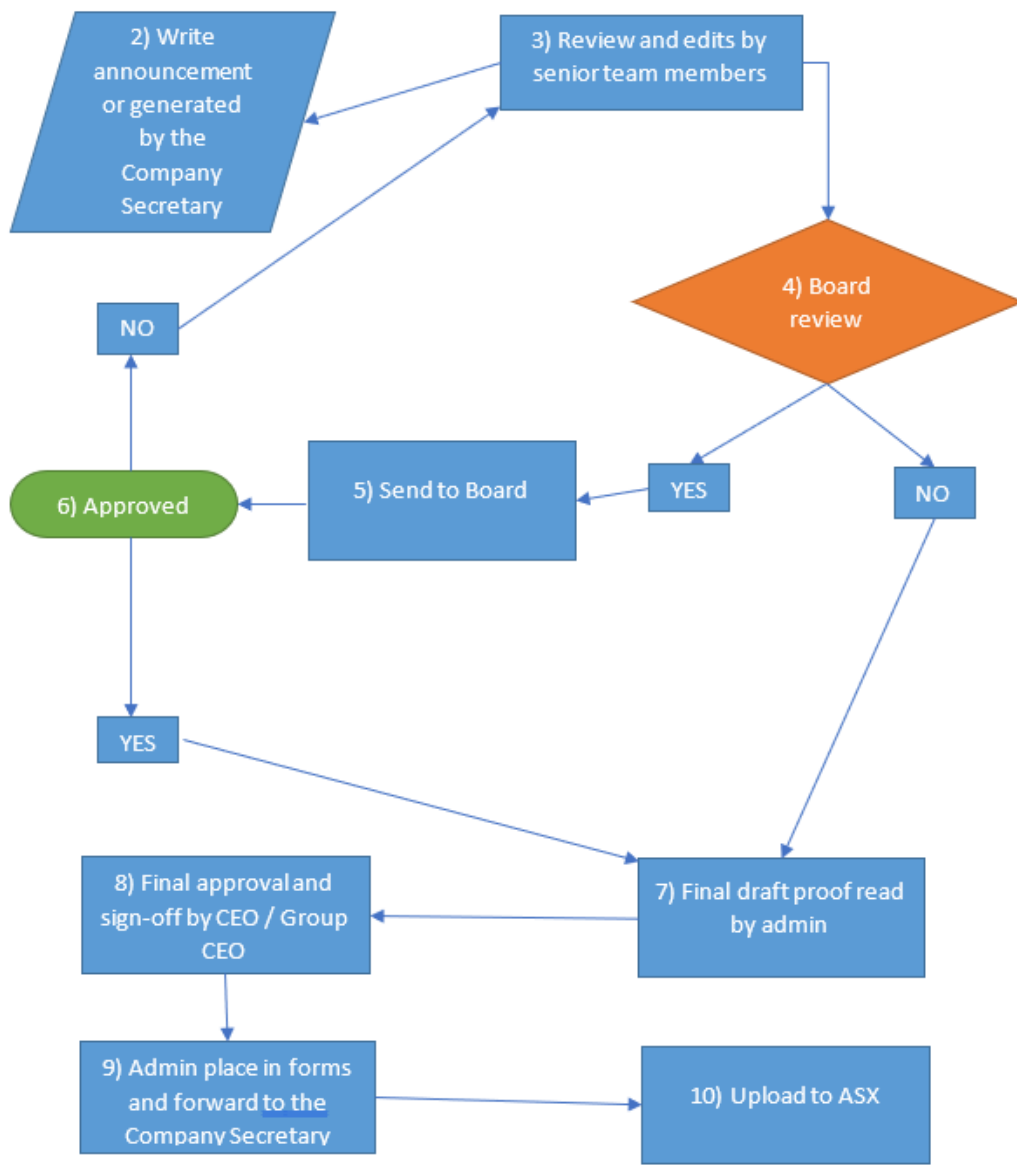 2) Write
announcement
or generated
by the
Company
Secretary
3) Review and edits by
senior team members
4) Board
review
NO
5) Send to Board
YES
NO
6) Approved
YES
7) Final draft proof read
by admin
8) Final approval and
sign-off by CEO / Group
CEO
9) Admin place in forms
and forward to the
Company Secretary
10) Upload to ASX